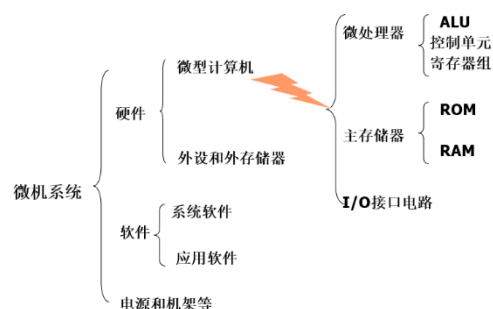 微机系统
硬件
微型计算机
外设和外存储器
软件
系统软件
应用软件
电源和机架等
微处理器
ALU
控制单元
寄存器组
主存储器
ROM
RAM
I/O接口电路